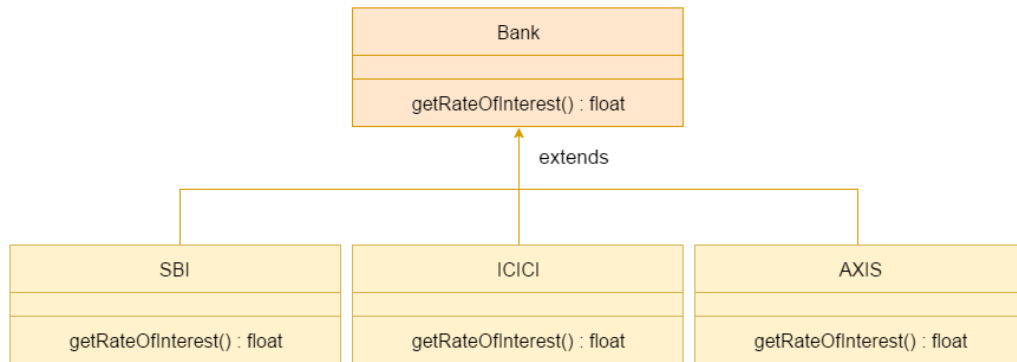 Bank
getRateOfInterest() : float
extends
SBI
ICICI
AXIS
getRateOfInterest() : float
getRateOfInterest() : float
getRateOfInterest() : float